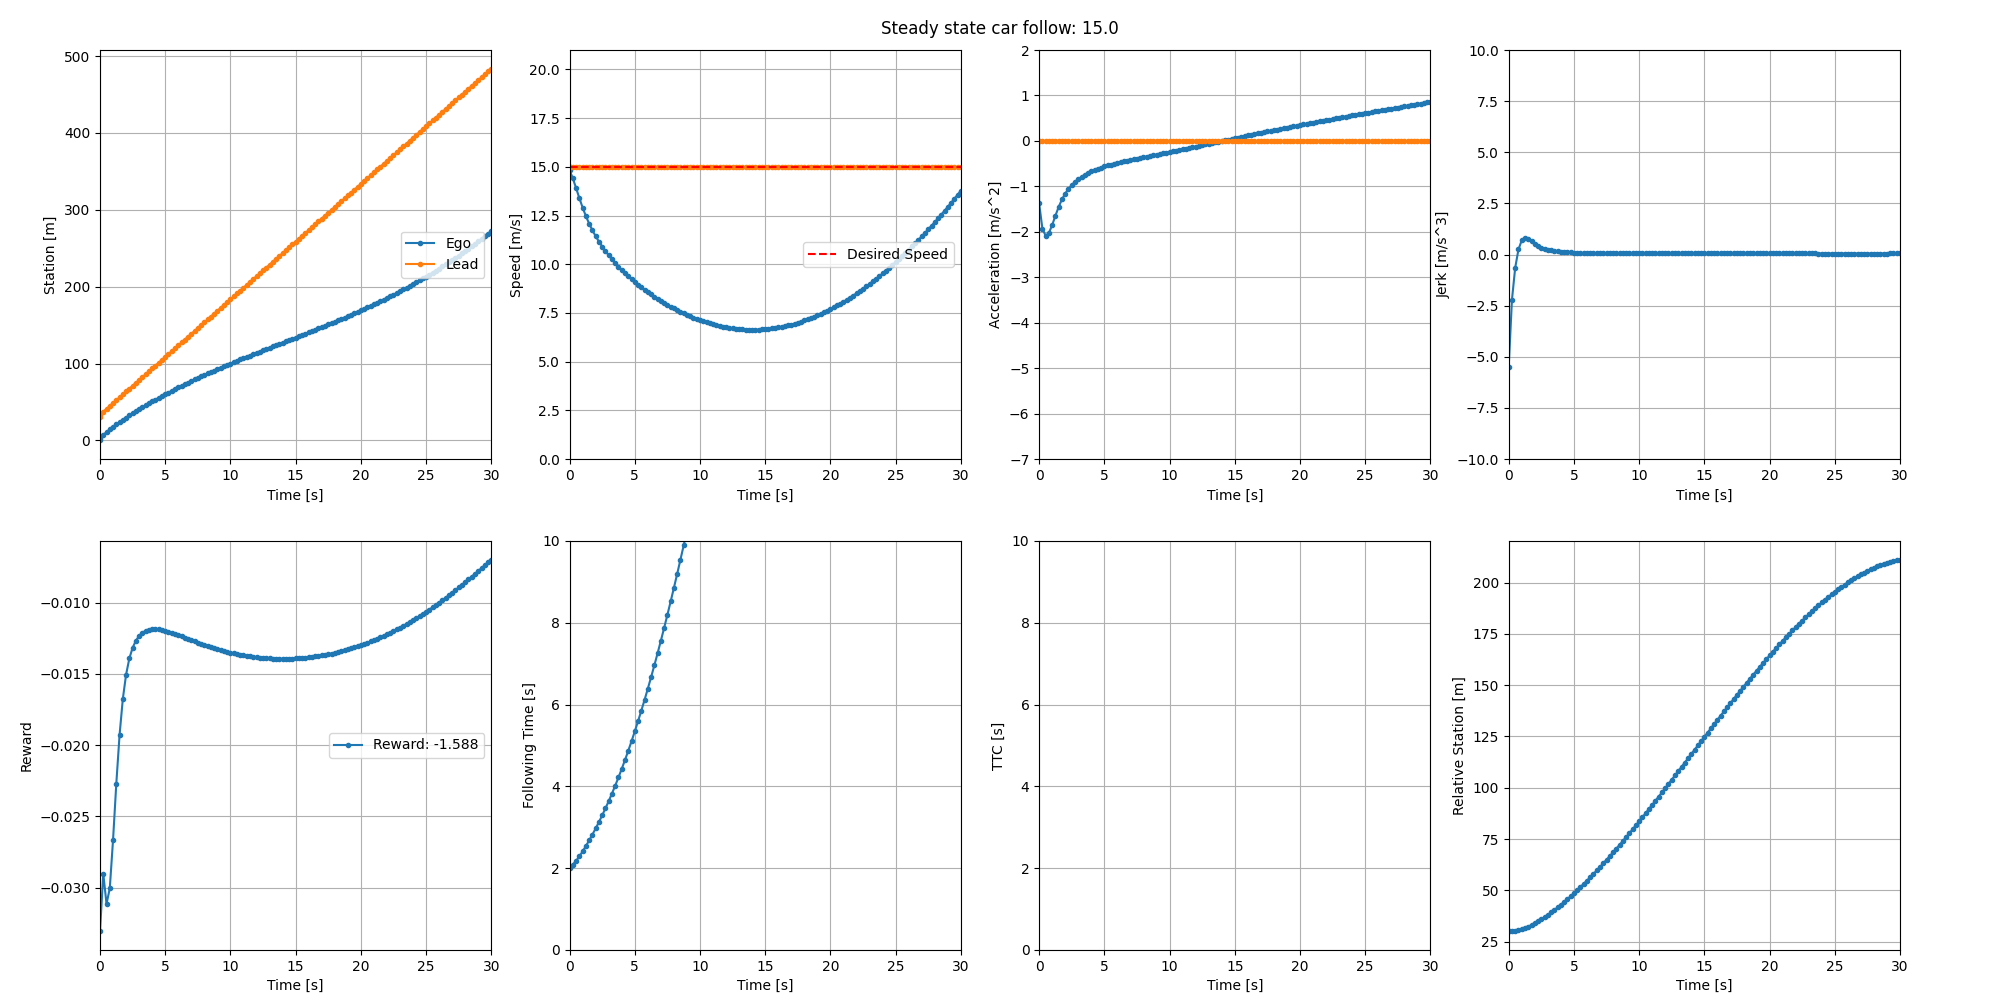 Steady state car follow: 15.0
Station [m]
500
400
300
200
100
0
Ego
Lead
0 5 10 15 20 25 30
Time [s]
Speed [m/s]
20.0
17.5
15.0
12.5
10.0
7.5
5.0
2.5
0.0
Desired Speed
0 5 10 15 20 25 30
Time [s]
Acceleration [m/s^2]
2
1
0
−1
−2
−3
−4
−5
−6
−7
0 5 10 15 20 25 30
Time [s]
Jerk [m/s^3]
10.0
7.5
5.0
2.5
0.0
−2.5
−5.0
−7.5
−10.0
0 5 10 15 20 25 30
Time [s]
Reward
−0.010
−0.015
−0.020
−0.025
−0.030
Reward: -1.588
0 5 10 15 20 25 30
Time [s]
Following Time [s]
10
8
6
4
2
0
0 5 10 15 20 25 30
Time [s]
TTC [s]
10
8
6
4
2
0
0 5 10 15 20 25 30
Time [s]
Relative Station [m]
200
175
150
125
100
75
50
25
0 5 10 15 20 25 30
Time [s]